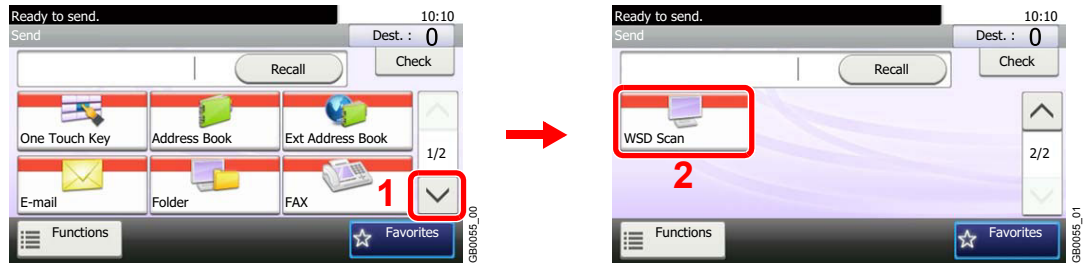 Ready to send. 10:10
Send Dest. : 0
Recall Check
One Touch Key Address Book Ext Address Book
1/2
E-mail Folder FAX 1
Functions Favorites
GB0055_00
Ready to send. 10:10
Send Dest. : 0
Recall Check
WSD Scan
2/2
2
Functions Favorites
GB0055_01